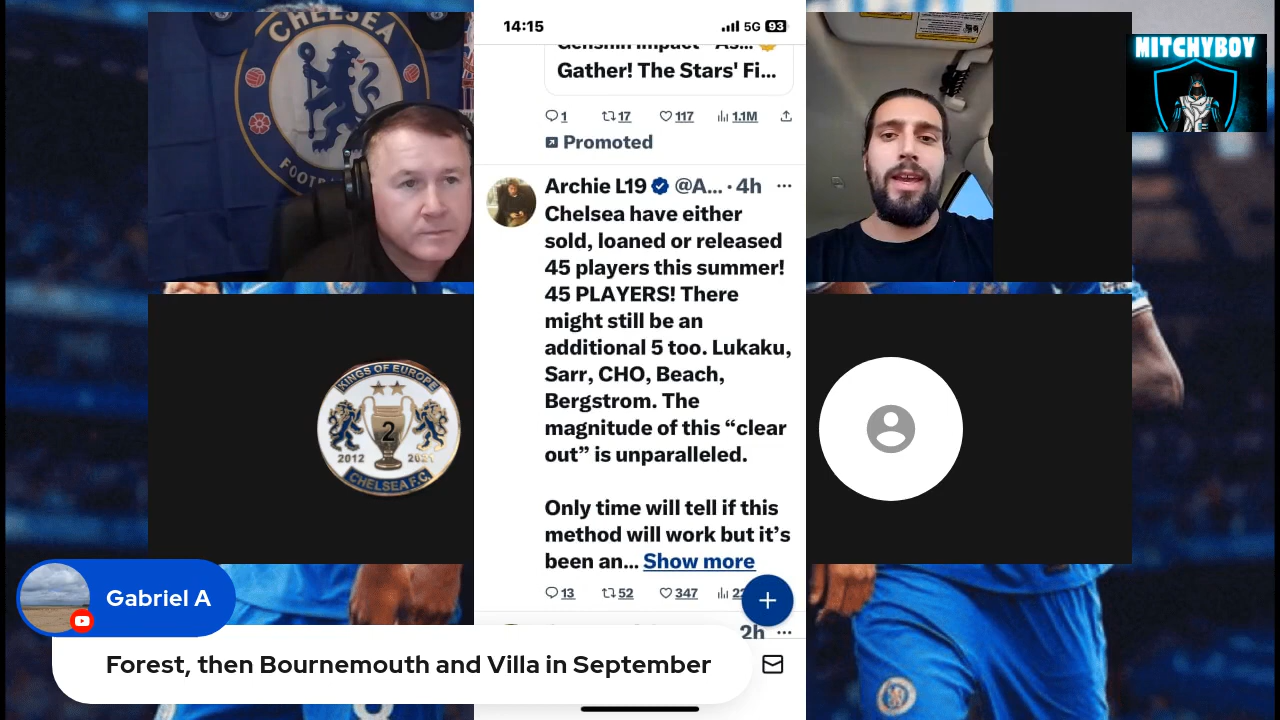 CHELSEA
14:15
5G
93
Genshin Impact "As...
Gather! The Stars' Fi...
1
17
117
1.1M
Promoted
Archie L19
@A... · 4h
Chelsea have either
sold, loaned or released
45 players this summer!
45 PLAYERS! There
might still be an
additional 5 too. Lukaku,
Sarr, CHO, Beach,
Bergstrom. The
magnitude of this “clear
out” is unparalleled.
Only time will tell if this
method will work but it’s
been an... Show more
13
52
347
2h
MITCHYBOY
KINGS OF EUROPE
2
2012
2021
CHELSEA F.C.
Gabriel A
Forest, then Bournemouth and Villa in September